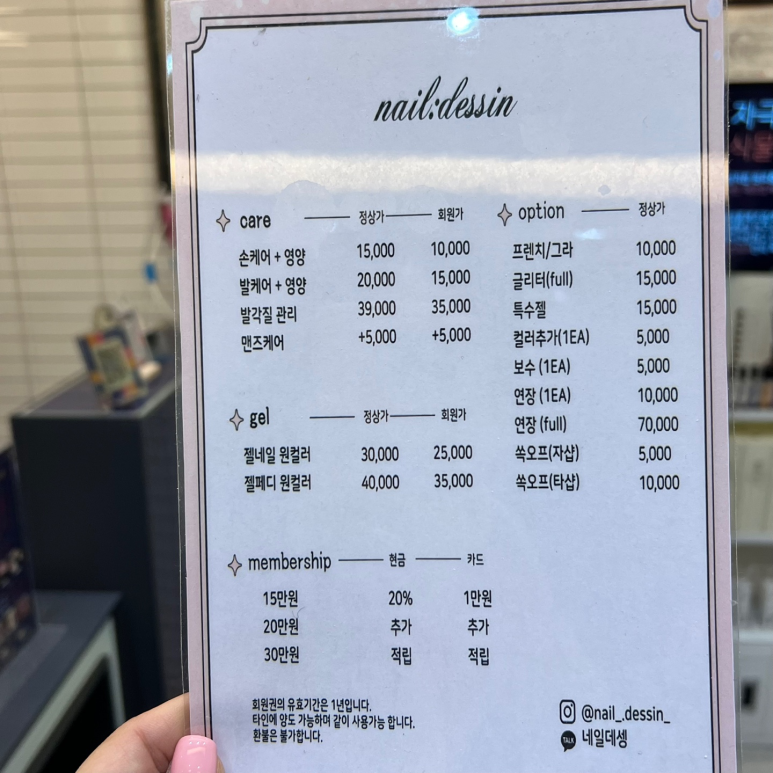 nail:dessin
care 정상가 회원가
손케어 + 영양 15,000 10,000
발케어 + 영양 20,000 15,000
발각질 관리 39,000 35,000
맨즈케어 +5,000 +5,000
gel 정상가 회원가
젤네일 원컬러 30,000 25,000
젤페디 원컬러 40,000 35,000
option 정상가
프렌치/그라 10,000
글리터(full) 15,000
특수젤 15,000
컬러추가(1EA) 5,000
보수 (1EA) 5,000
연장 (1EA) 10,000
연장 (full) 70,000
쏙오프(자샵) 5,000
쏙오프(타샵) 10,000
membership 현금 카드
15만원 20% 1만원
20만원 추가 추가
30만원 적립 적립
회원권의 유효기간은 1년입니다.
타인에 양도 가능하며 같이 사용가능 합니다.
환불은 불가합니다.
@nail_.dessin_
TALK 네일데셍